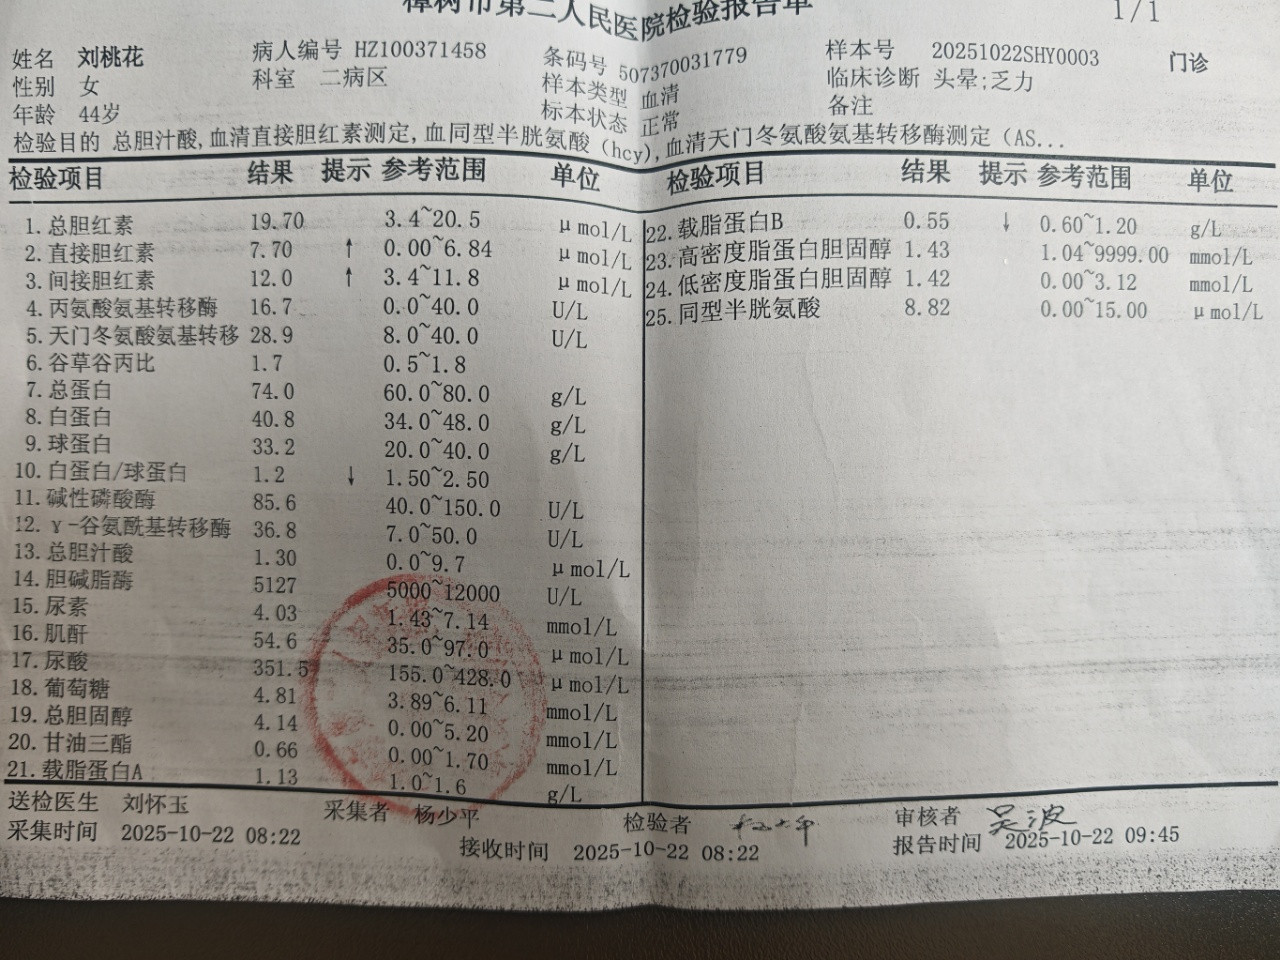 樟树市第二人民医院检验报告单
1/1
姓名 刘桃花 病人编号 HZ100371458 条码号 507370031779 样本号 20251022SHY0003 门诊
性别 女 科室 二病区 样本类型 血清 临床诊断 头晕;乏力
年龄 44岁 标本状态 正常 备注
检验目的 总胆汁酸,血清直接胆红素测定,血同型半胱氨酸（hcy）,血清天门冬氨酸氨基转移酶测定（AS...
检验项目 结果 提示 参考范围 单位 检验项目 结果 提示 参考范围 单位
1. 总胆红素 19.70 3.4~20.5 μmol/L
2. 直接胆红素 7.70 ↑ 0.00~6.84 μmol/L
3. 间接胆红素 12.0 ↑ 3.4~11.8 μmol/L
4. 丙氨酸氨基转移酶 16.7 0.0~40.0 U/L
5. 天门冬氨酸氨基转移 28.9 8.0~40.0 U/L
6. 谷草谷丙比 1.7 0.5~1.8
7. 总蛋白 74.0 60.0~80.0 g/L
8. 白蛋白 40.8 34.0~48.0 g/L
9. 球蛋白 33.2 20.0~40.0 g/L
10. 白蛋白/球蛋白 1.2 ↓ 1.50~2.50
11. 碱性磷酸酶 85.6 40.0~150.0 U/L
12. γ-谷氨酰基转移酶 36.8 7.0~50.0 U/L
13. 总胆汁酸 1.30 0.0~9.7 μmol/L
14. 胆碱脂酶 5127 5000~12000 U/L
15. 尿素 4.03 1.43~7.14 mmol/L
16. 肌酐 54.6 35.0~97.0 μmol/L
17. 尿酸 351.5 155.0~428.0 μmol/L
18. 葡萄糖 4.81 3.89~6.11 mmol/L
19. 总胆固醇 4.14 0.00~5.20 mmol/L
20. 甘油三酯 0.66 0.00~1.70 mmol/L
21. 载脂蛋白A 1.13 1.0~1.6 g/L
22. 载脂蛋白B 0.55 ↓ 0.60~1.20 g/L
23. 高密度脂蛋白胆固醇 1.43 1.04~9999.00 mmol/L
24. 低密度脂蛋白胆固醇 1.42 0.00~3.12 mmol/L
25. 同型半胱氨酸 8.82 0.00~15.00 μmol/L
送检医生 刘怀玉 采集者 杨少平 检验者 审核者 吴波
采集时间 2025-10-22 08:22 接收时间 2025-10-22 08:22 报告时间 2025-10-22 09:45